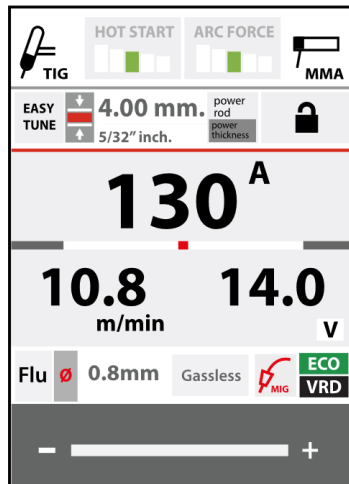 HOT START
ARC FORCE
TIG
MMA
EASY
TUNE
4.00 mm.
5/32" inch.
power
rod
power
thickness
130 A
10.8
m/min
14.0
V
Flu ø 0.8mm Gassless
MIG
ECO
VRD
- +